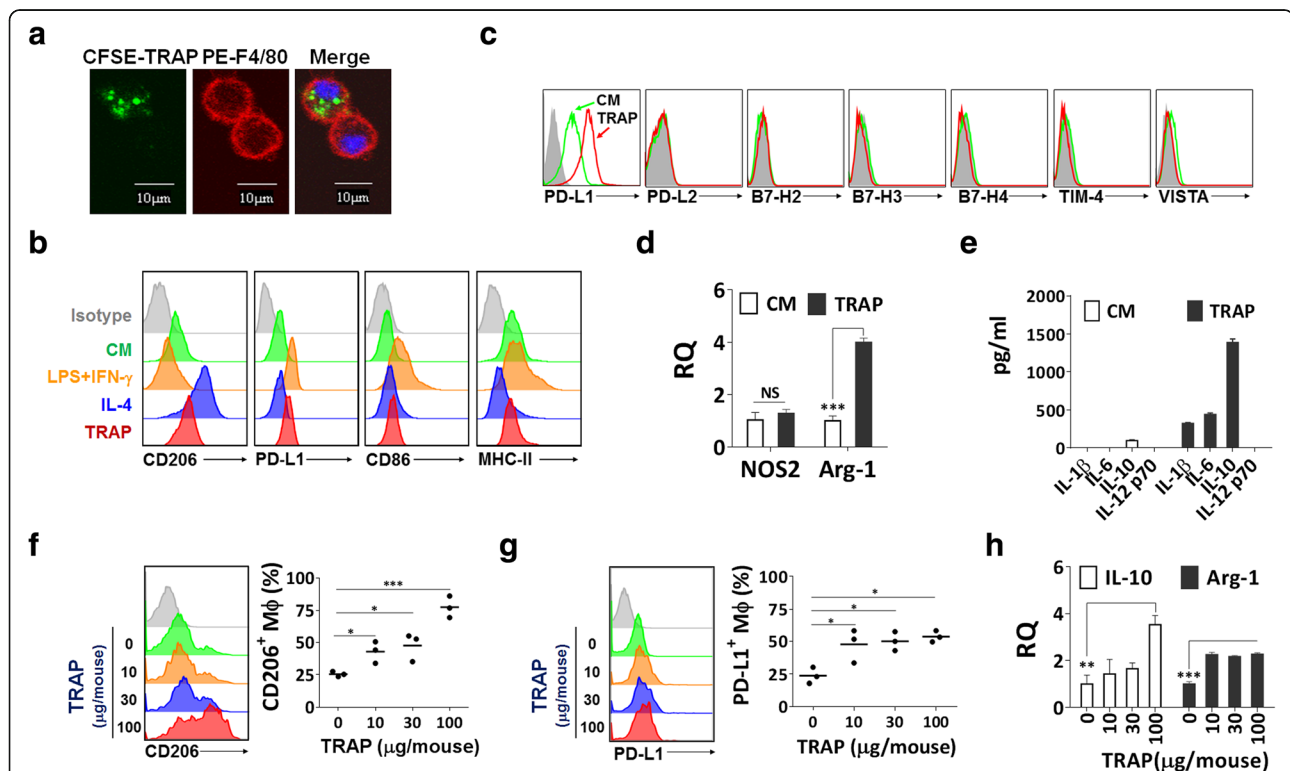 a
CFSE-TRAP PE-F4/80 Merge
10μm 10μm 10μm
b
Isotype
CM
LPS+IFN-γ
IL-4
TRAP
CD206 PD-L1 CD86 MHC-II
c
CM
TRAP
PD-L1 PD-L2 B7-H2 B7-H3 B7-H4 TIM-4 VISTA
d
CM TRAP
RQ
6
4
2
0
NS
***
NOS2 Arg-1
e
CM TRAP
pg/ml
2000
1500
1000
500
0
IL-1β IL-6 IL-10 IL-12 p70 IL-1β IL-6 IL-10 IL-12 p70
f
TRAP
(μg/mouse)
0
10
30
100
CD206
CD206+ Mϕ (%)
100
75
50
25
0
***
*
*
0 10 30 100
TRAP (μg/mouse)
g
TRAP
(μg/mouse)
0
10
30
100
PD-L1
PD-L1+ Mϕ (%)
100
75
50
25
0
*
*
*
0 10 30 100
TRAP (μg/mouse)
h
IL-10 Arg-1
RQ
6
4
2
0
** ***
0 10 30 100 0 10 30 100
TRAP(μg/mouse)